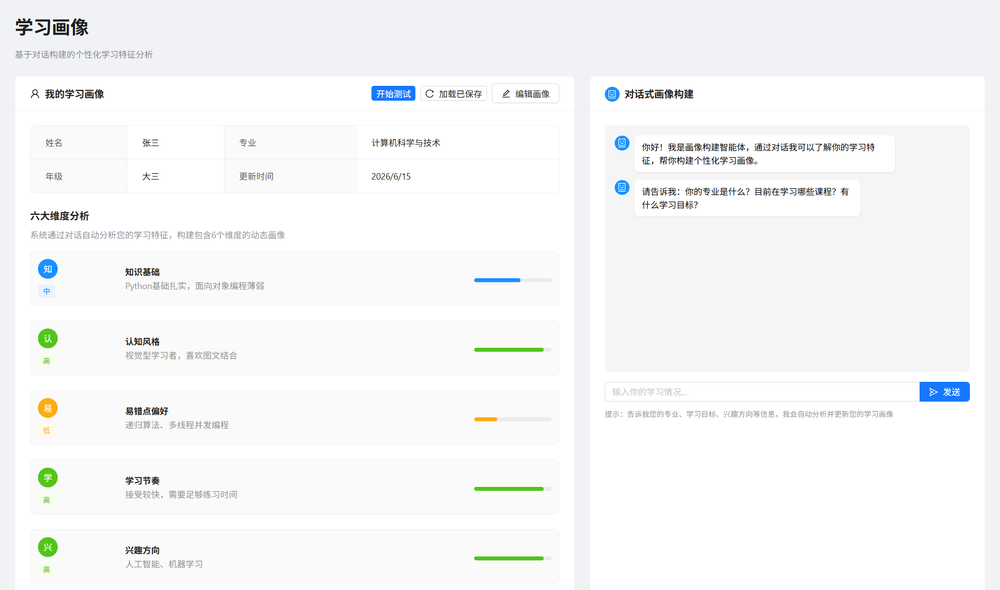 学习画像
基于对话构建的个性化学习特征分析
我的学习画像
开始测试
加载已保存
编辑画像
姓名
张三
专业
计算机科学与技术
年级
大三
更新时间
2026/6/15
六大维度分析
系统通过对话自动分析您的学习特征，构建包含6个维度的动态画像
知
中
知识基础
Python基础扎实，面向对象编程薄弱
认
高
认知风格
视觉型学习者，喜欢图文结合
易
低
易错点偏好
递归算法、多线程并发编程
学
高
学习节奏
接受较快，需要足够练习时间
兴
高
兴趣方向
人工智能、机器学习
对话式画像构建
你好！我是画像构建智能体，通过对话我可以了解你的学习特
征，帮你构建个性化学习画像。
请告诉我：你的专业是什么？目前在学习哪些课程？有
什么学习目标？
输入你的学习情况...
发送
提示：告诉我您的专业、学习目标、兴趣方向等信息，我会自动分析并更新您的学习画像